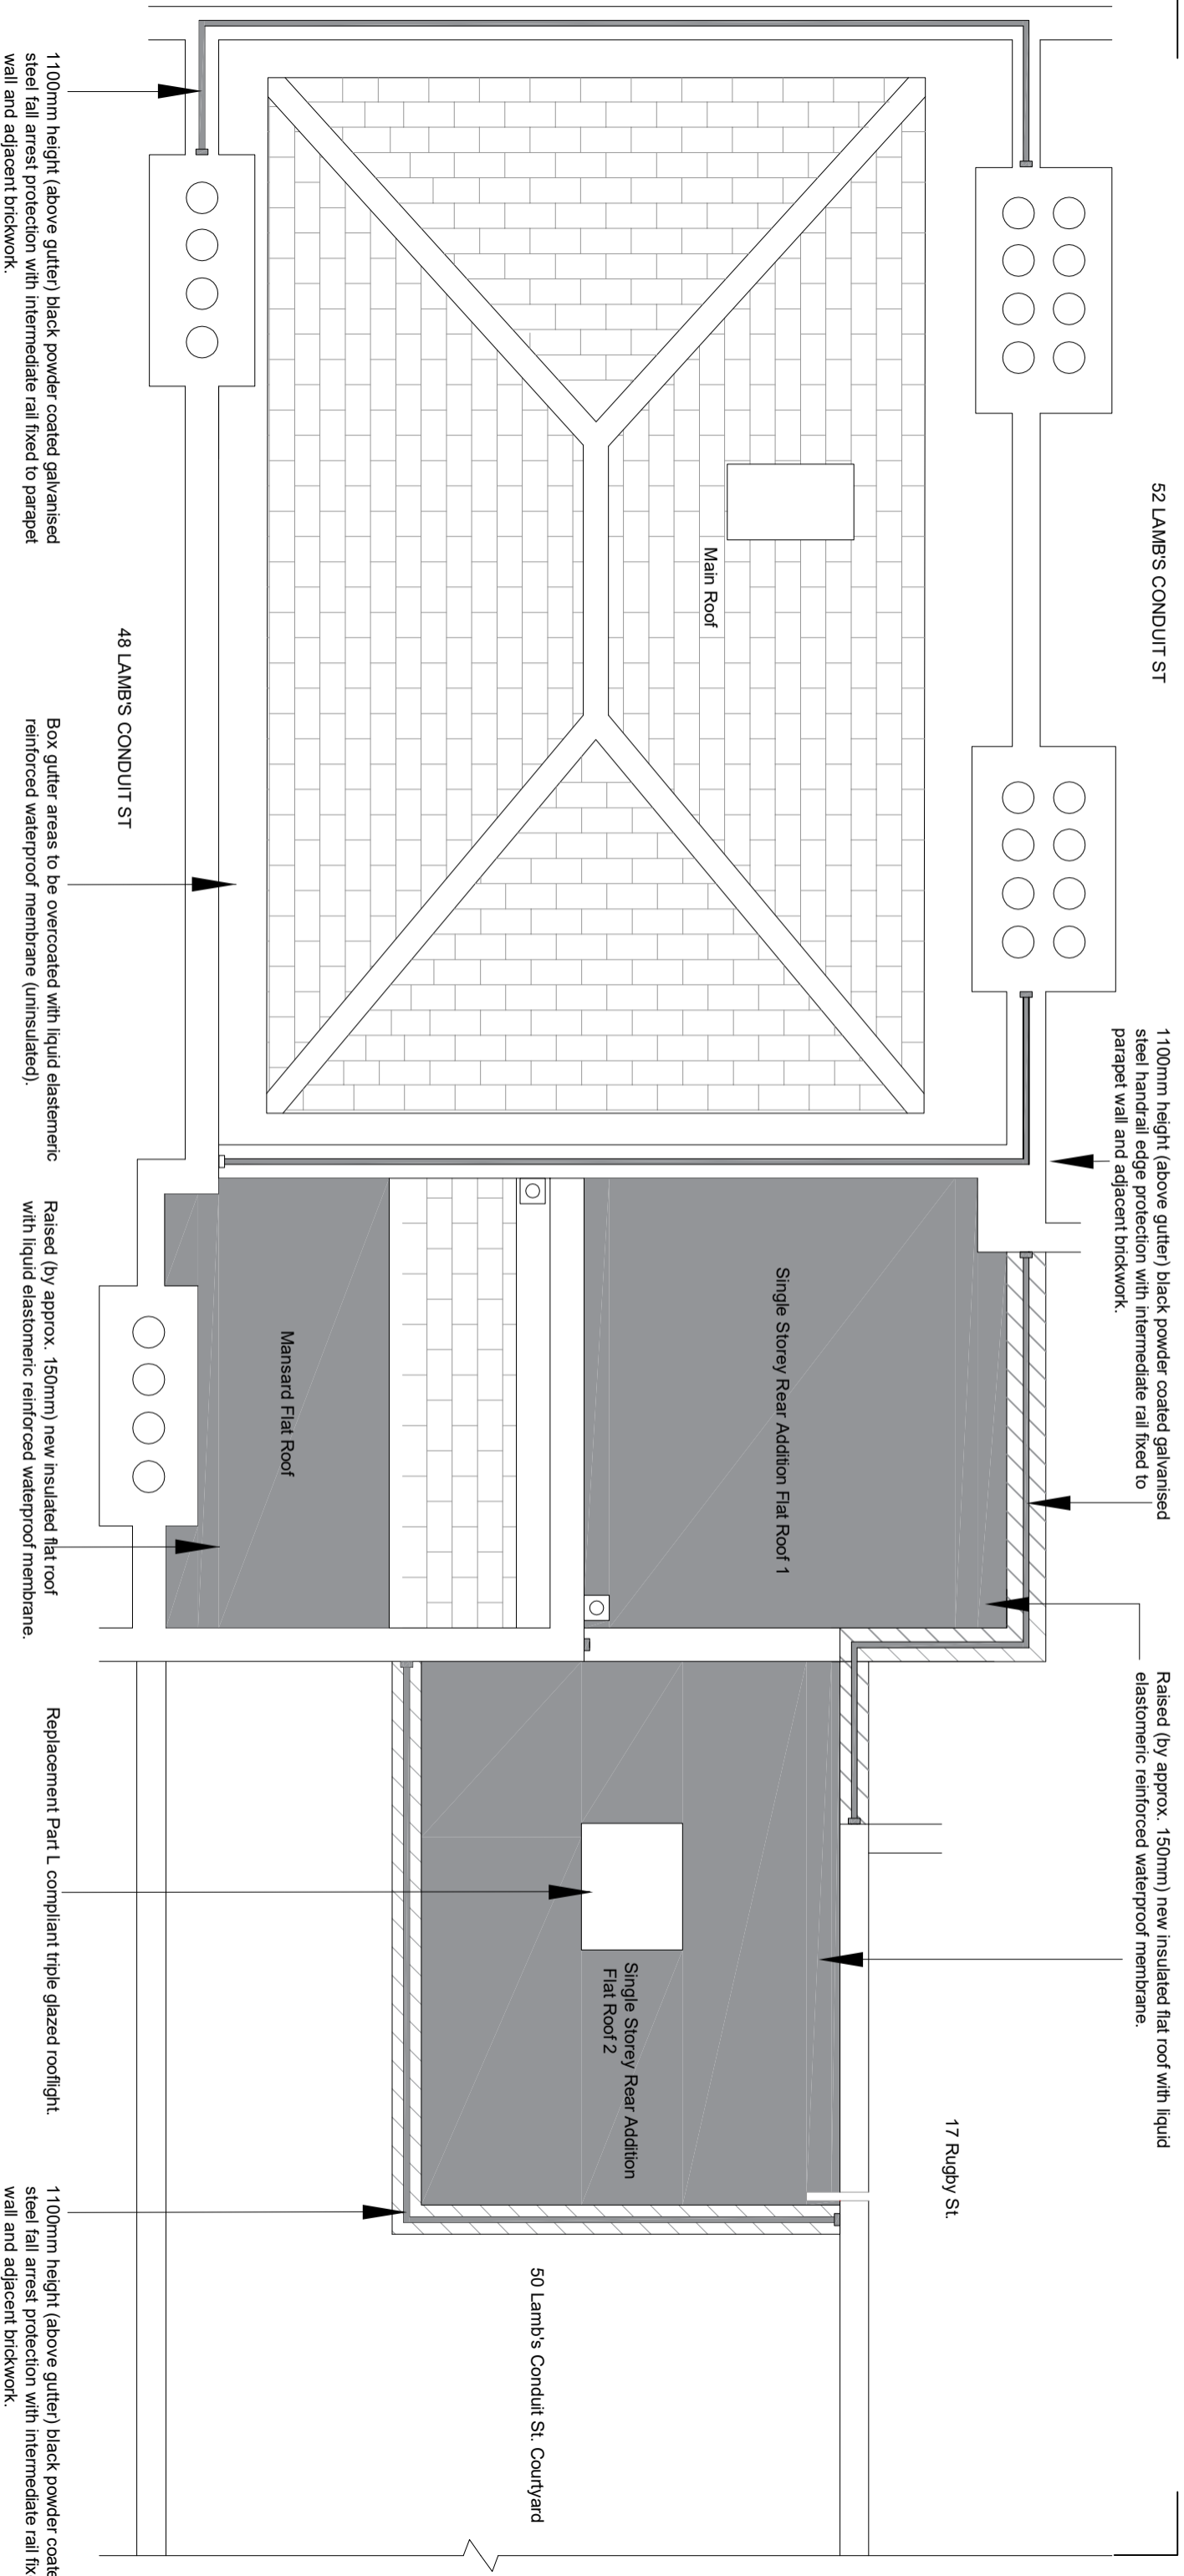 52 LAMB'S CONDUIT ST
1100mm height (above gutter) black powder coated galvanised
steel handrail edge protection with intermediate rail fixed to
parapet wall and adjacent brickwork.
Raised (by approx. 150mm) new insulated flat roof with liquid
elastomeric reinforced waterproof membrane.
17 Rugby St.
Main Roof
Single Storey Rear Addition Flat Roof 1
Single Storey Rear Addition
Flat Roof 2
50 Lamb's Conduit St. Courtyard
Mansard Flat Roof
48 LAMB'S CONDUIT ST
1100mm height (above gutter) black powder coated galvanised
steel fall arrest protection with intermediate rail fixed to parapet
wall and adjacent brickwork.
Box gutter areas to be overcoated with liquid elastemeric
reinforced waterproof membrane (uninsulated).
Raised (by approx. 150mm) new insulated flat roof
with liquid elastomeric reinforced waterproof membrane.
Replacement Part L compliant triple glazed rooflight.
1100mm height (above gutter) black powder coate
steel fall arrest protection with intermediate rail fix
wall and adjacent brickwork.